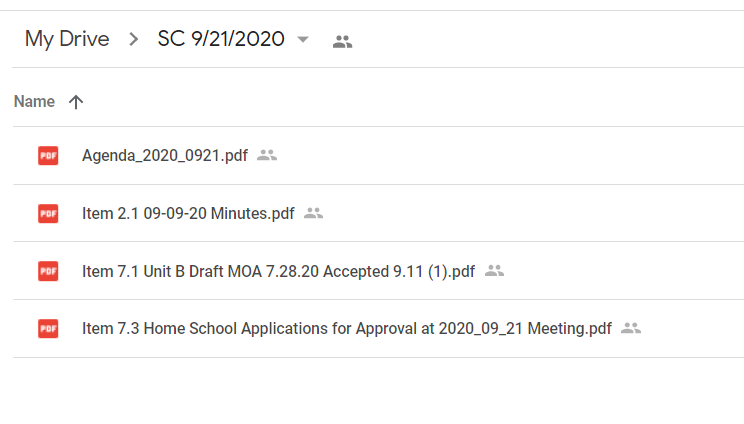 My Drive > SC 9/21/2020
Name
PDF Agenda_2020_0921.pdf
PDF Item 2.1 09-09-20 Minutes.pdf
PDF Item 7.1 Unit B Draft MOA 7.28.20 Accepted 9.11 (1).pdf
PDF Item 7.3 Home School Applications for Approval at 2020_09_21 Meeting.pdf